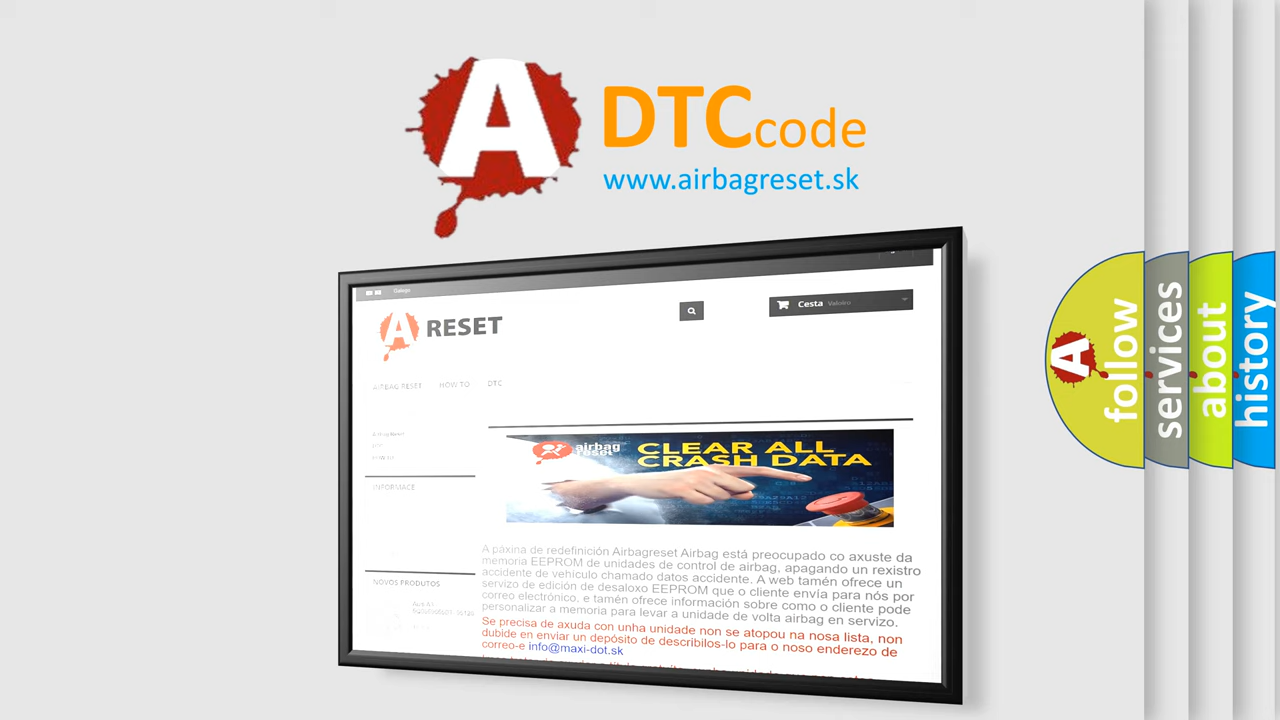 A DTCcode
www.airbagreset.sk
Galego
A RESET
Cesta Valeiro
AIRBAG RESET HOW TO DTC
INFORMACE
airbag
reset
CLEAR ALL
CRASH DATA
A páxina de redefinición Airbagreset Airbag está preocupado co axuste da
memoria EEPROM de unidades de control de airbag, apagando un rexistro
accidente de vehículo chamado datos accidente. A web tamén ofrece un
servizo de edición de desaloxo EEPROM que o cliente envía para nós por
correo electrónico, e tamén ofrece información sobre como o cliente pode
personalizar a memoria para levar a unidade de volta airbag en servizo.
Se precisa de axuda con unha unidade non se atopou na nosa lista, non
dubide en enviar un depósito de describilos-lo para o noso enderezo de
correo-e info@maxi-dot.sk
NOVOS PRODUTOS
A
follow
services
about
history